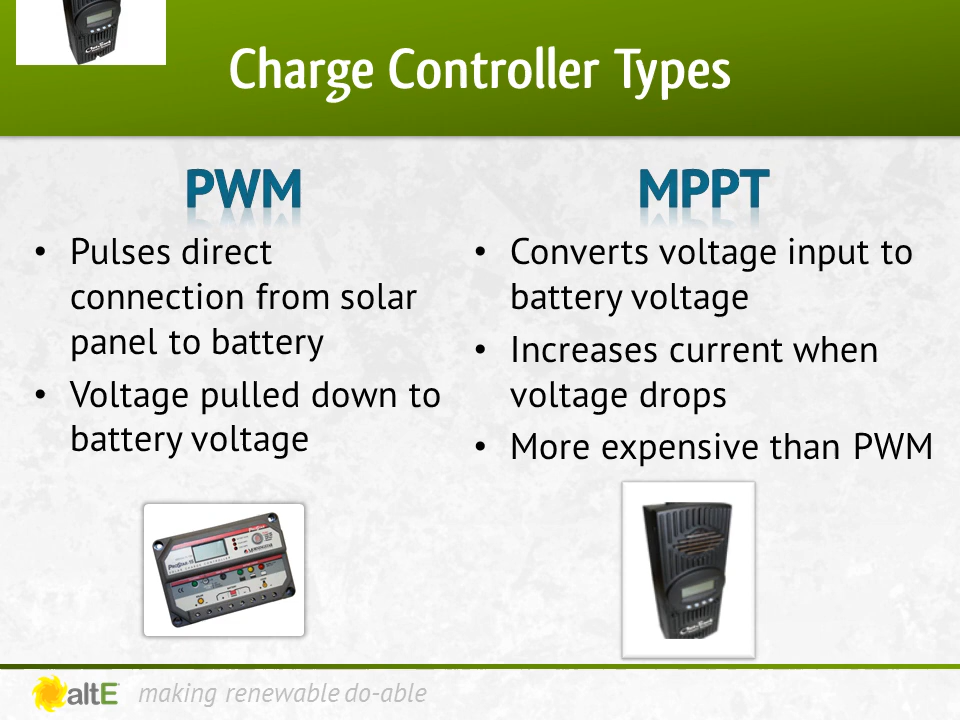 Charge Controller Types
PWM
• Pulses direct
connection from solar
panel to battery
• Voltage pulled down to
battery voltage
MPPT
• Converts voltage input to
battery voltage
• Increases current when
voltage drops
• More expensive than PWM
altE making renewable do-able